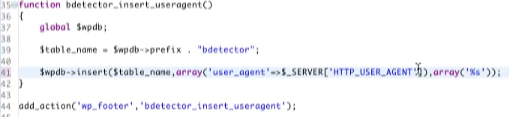 35 function bdetector_insert_useragent()
36 {
37 global $wpdb;
38
39 $table_name = $wpdb->prefix . "bdetector";
40
41 $wpdb->insert($table_name,array('user_agent'=>$_SERVER['HTTP_USER_AGENT']),array('%s'));
42 }
43
44 add_action('wp_footer','bdetector_insert_useragent');